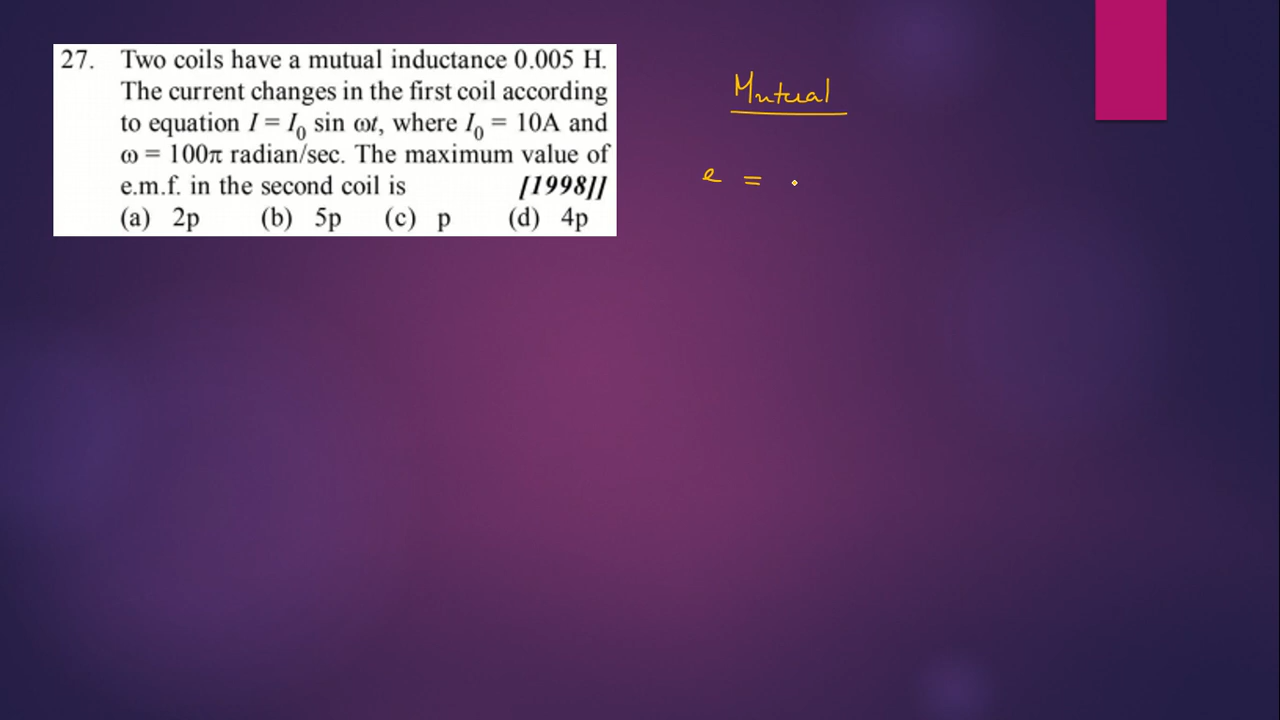 27. Two coils have a mutual inductance 0.005 H.
The current changes in the first coil according
to equation I = I₀ sin ωt, where I₀ = 10A and
ω = 100π radian/sec. The maximum value of
e.m.f. in the second coil is [1998]]
(a) 2p (b) 5p (c) p (d) 4p
Mutual
e =